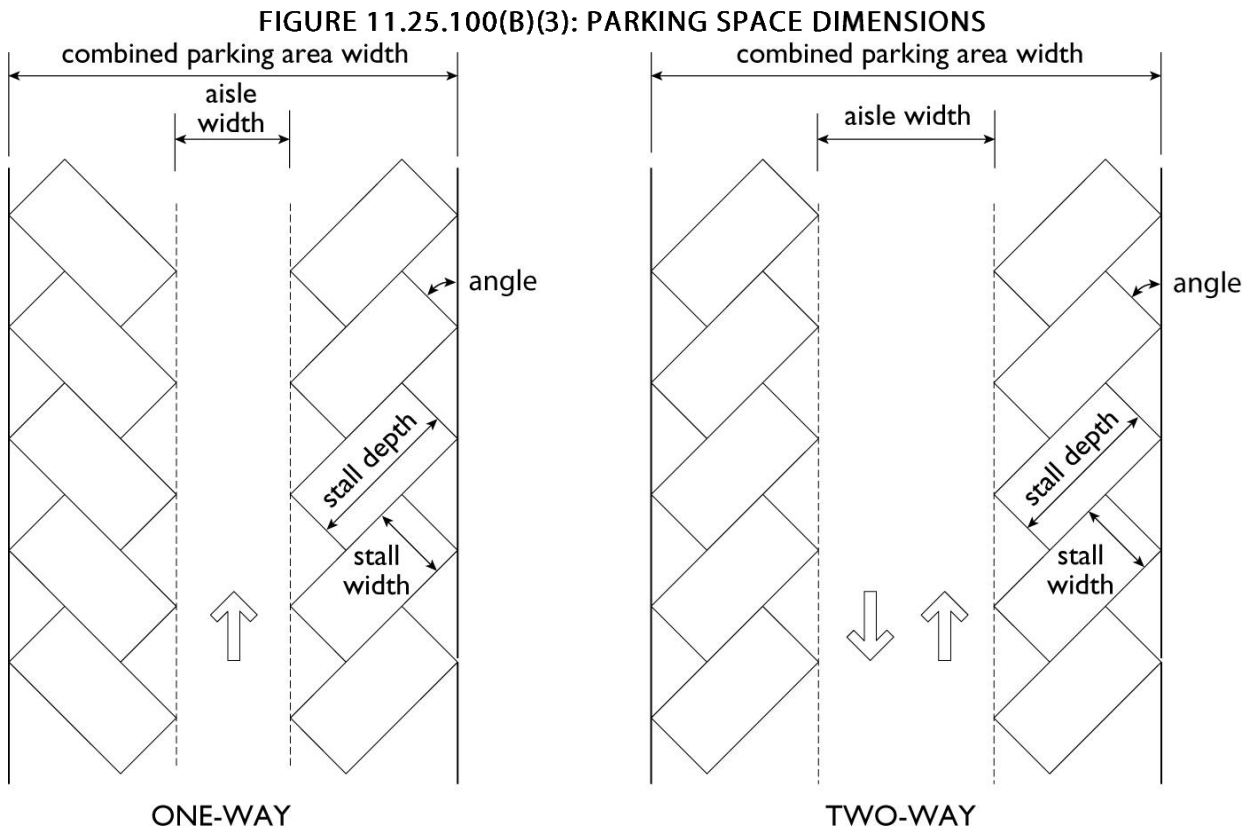 FIGURE 11.25.100(B)(3): PARKING SPACE DIMENSIONS
combined parking area width
aisle
width
angle
stall depth
stall
width
ONE-WAY
combined parking area width
aisle width
angle
stall depth
stall
width
TWO-WAY